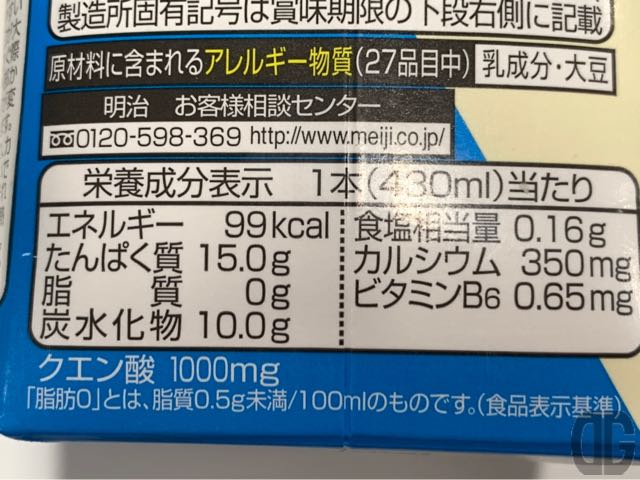 製造所固有記号は賞味期限の下段右側に記載
原材料に含まれるアレルギー物質(27品目中) 乳成分・大豆
明治 お客様相談センター
0120-598-369 http://www.meiji.co.jp/
栄養成分表示 1本(430ml)当たり
エネルギー 99kcal
たんぱく質 15.0g
脂質 0g
炭水化物 10.0g
食塩相当量 0.16g
カルシウム 350mg
ビタミンB6 0.65mg
クエン酸 1000mg
「脂肪0」とは、脂質0.5g未満/100mlのものです。(食品表示基準)
DG